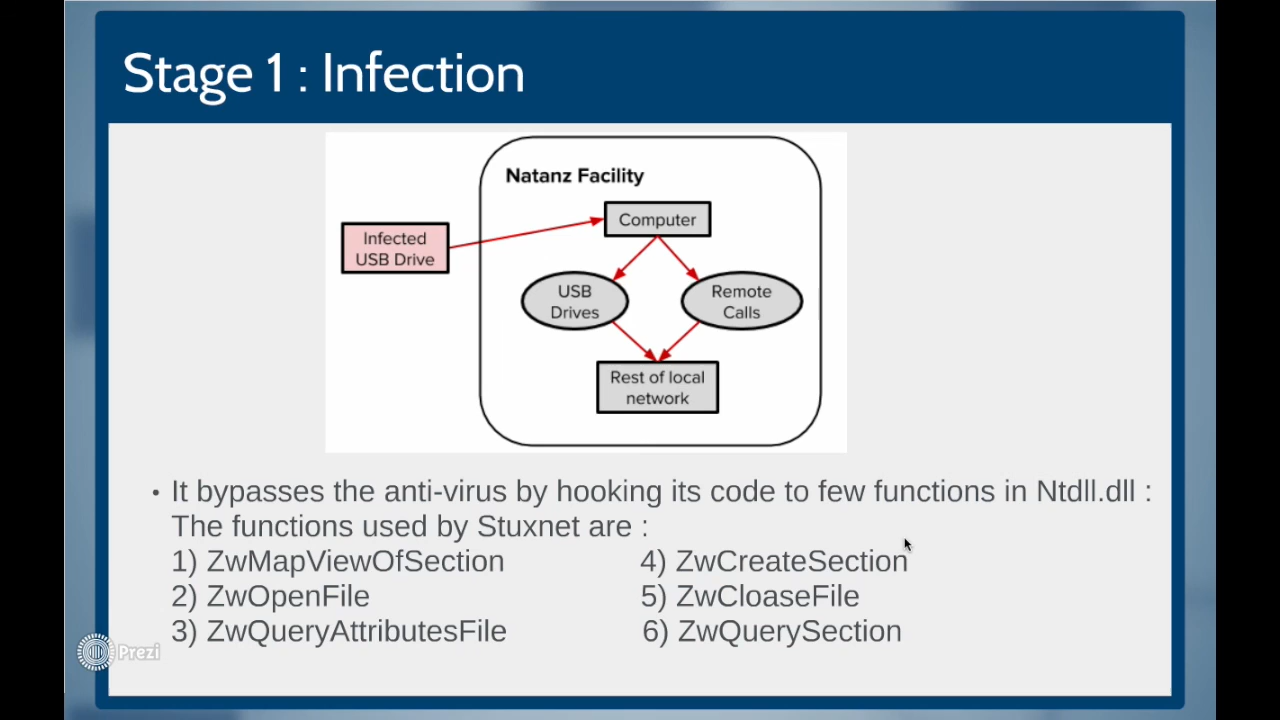 Stage 1 : Infection
Natanz Facility
Computer
Infected
USB Drive
USB
Drives
Remote
Calls
Rest of local
network
• It bypasses the anti-virus by hooking its code to few functions in Ntdll.dll :
The functions used by Stuxnet are :
1) ZwMapViewOfSection 4) ZwCreateSection
2) ZwOpenFile 5) ZwCloaseFile
3) ZwQueryAttributesFile 6) ZwQuerySection
Prezi